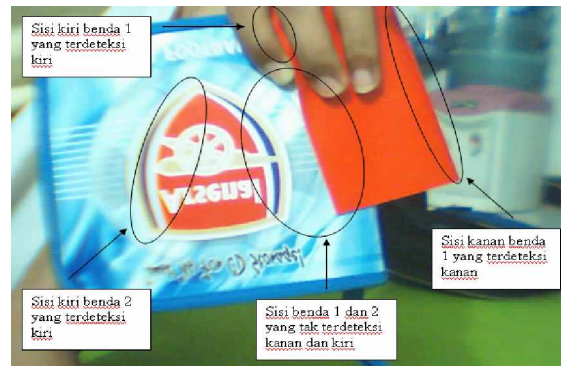 Sisi kiri benda 1
yang terdeteksi
kiri
Arsenal
Sisi kanan benda
1 yang terdeteksi
kanan
Sisi kiri benda 2
yang terdeteksi
kiri
Sisi benda 1 dan 2
yang tak terdeteksi
kanan dan kiri